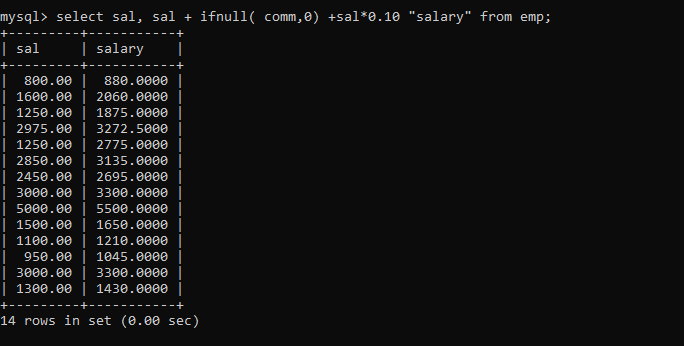 mysql> select sal, sal + ifnull( comm,0) +sal*0.10 "salary" from emp;
+---------+-----------+
| sal     | salary    |
+---------+-----------+
|  800.00 |  880.0000 |
| 1600.00 | 2060.0000 |
| 1250.00 | 1875.0000 |
| 2975.00 | 3272.5000 |
| 1250.00 | 2775.0000 |
| 2850.00 | 3135.0000 |
| 2450.00 | 2695.0000 |
| 3000.00 | 3300.0000 |
| 5000.00 | 5500.0000 |
| 1500.00 | 1650.0000 |
| 1100.00 | 1210.0000 |
|  950.00 | 1045.0000 |
| 3000.00 | 3300.0000 |
| 1300.00 | 1430.0000 |
+---------+-----------+
14 rows in set (0.00 sec)